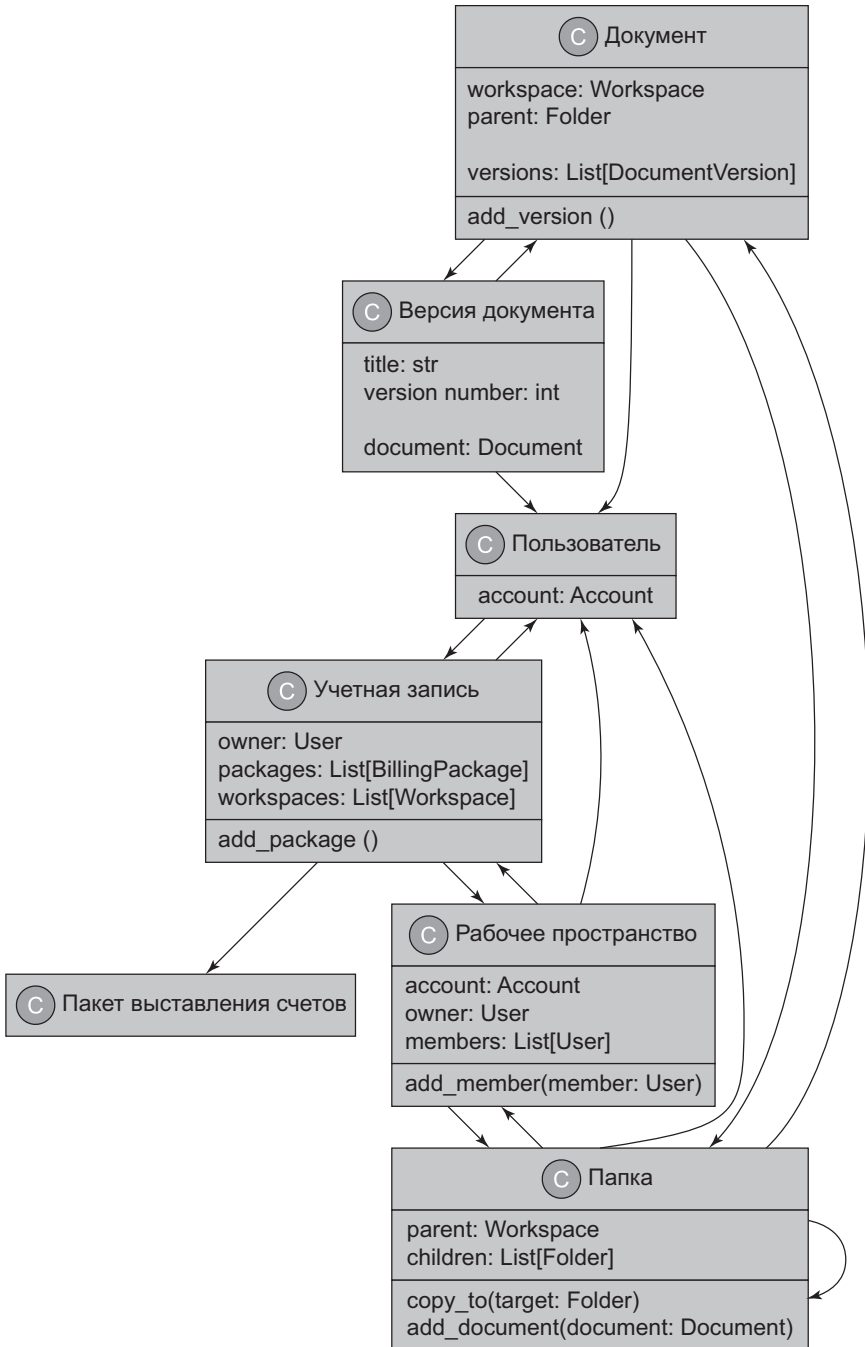 C Документ
workspace: Workspace
parent: Folder
versions: List[DocumentVersion]
add_version ()
C Версия документа
title: str
version number: int
document: Document
C Пользователь
account: Account
C Учетная запись
owner: User
packages: List[BillingPackage]
workspaces: List[Workspace]
add_package ()
C Рабочее пространство
account: Account
owner: User
members: List[User]
add_member(member: User)
C Пакет выставления счетов
C Папка
parent: Workspace
children: List[Folder]
copy_to(target: Folder)
add_document(document: Document)